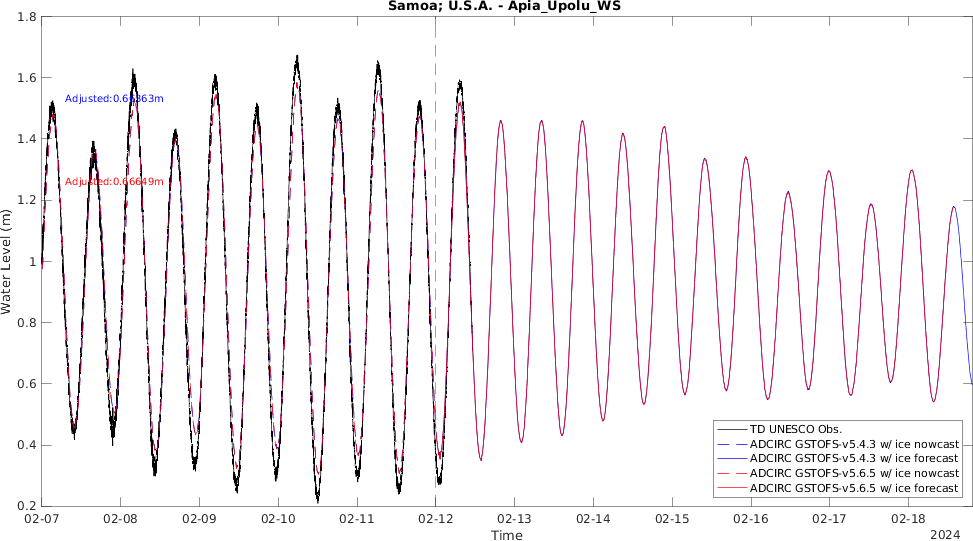 Samoa; U.S.A. - Apia_Upolu_WS
1.8
1.6
1.4
1.2
1
0.8
0.6
0.4
0.2
Water Level (m)
Adjusted:0.66649m
TD UNESCO Obs.
ADCIRC GSTOFS-v5.4.3 w/ ice nowcast
ADCIRC GSTOFS-v5.4.3 w/ ice forecast
ADCIRC GSTOFS-v5.6.5 w/ ice nowcast
ADCIRC GSTOFS-v5.6.5 w/ ice forecast
02-07 02-08 02-09 02-10 02-11 02-12 02-13 02-14 02-15 02-16 02-17 02-18
Time
2024